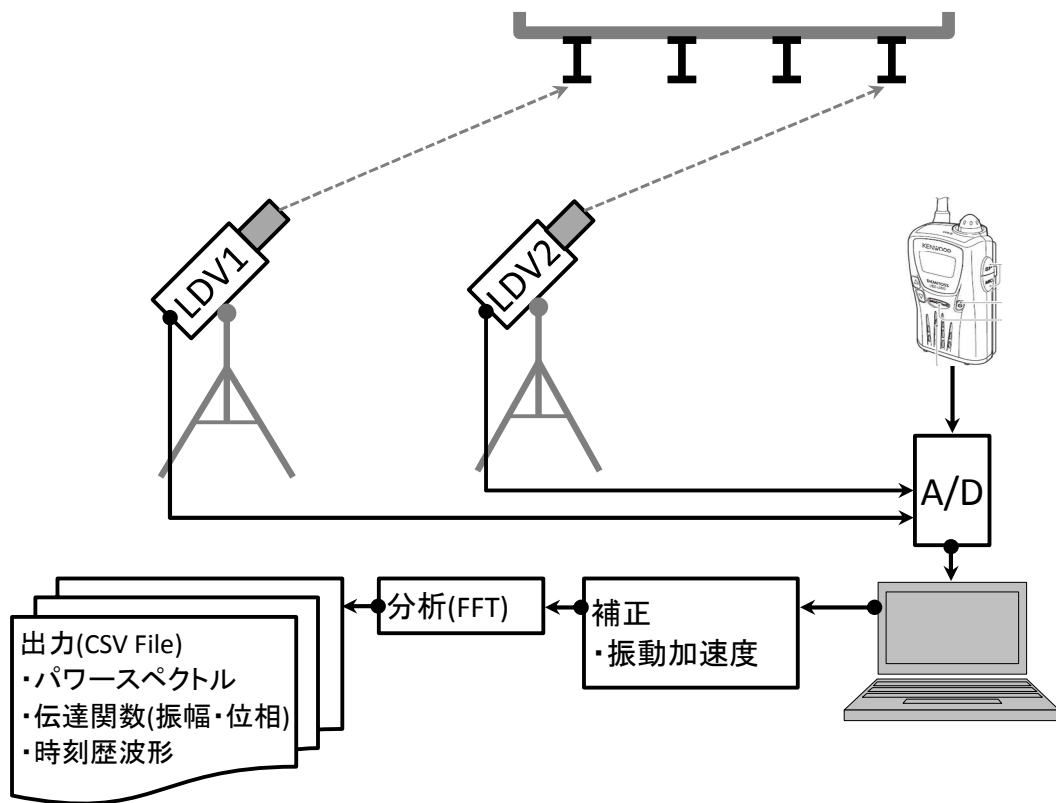 LDV1
LDV2
KENWOOD
A/D
補正
・振動加速度
分析(FFT)
出力(CSV File)
・パワースペクトル
・伝達関数(振幅・位相)
・時刻歴波形